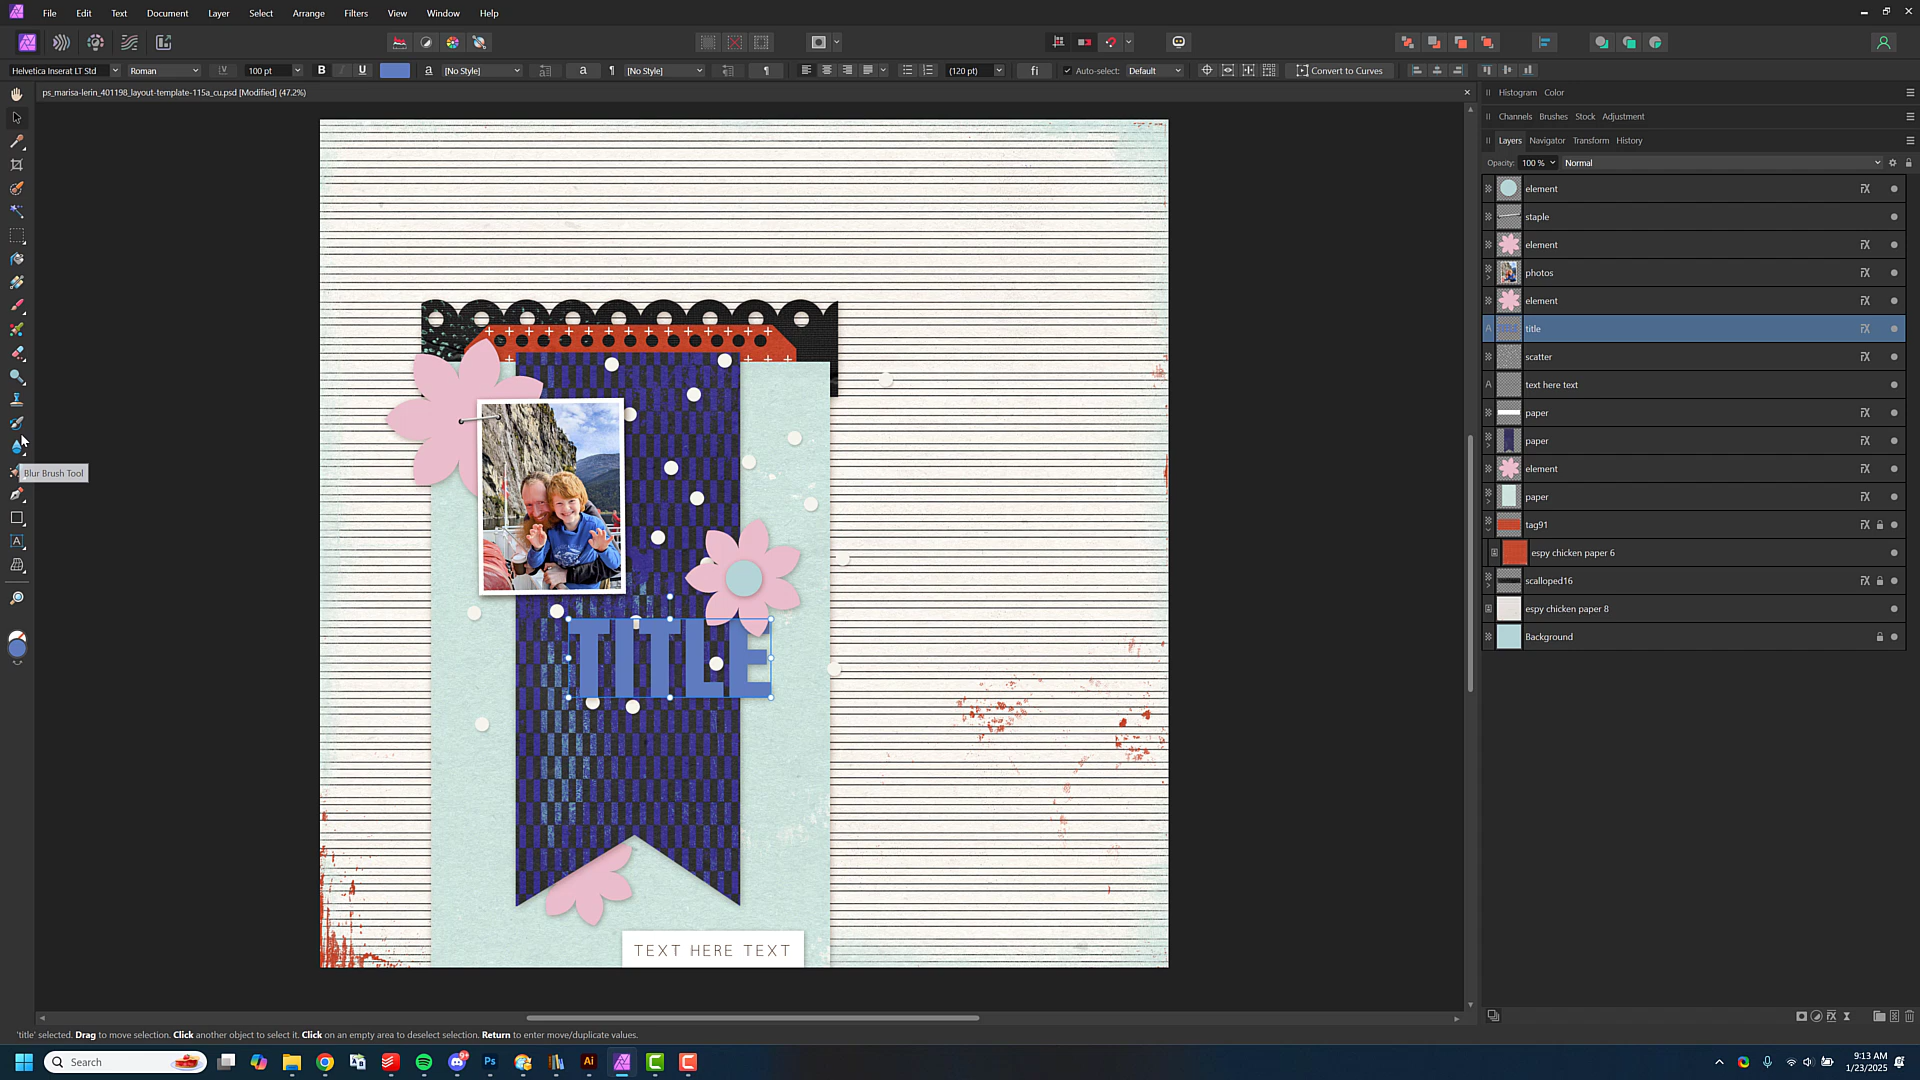 File Edit Text Document Layer Select Arrange Filters View Window Help
Helvetica Inserat LT Std Roman 100 pt B U a [No Style] a ¶ [No Style] (120 pt) fi Auto-select: Default Convert to Curves
ps_marisa-lerin_401198_layout-template-115a_cu.psd [Modified] (47.2%)
Histogram Color
Channels Brushes Stock Adjustment
Layers Navigator Transform History
Opacity: 100 % Normal
element
staple
element
photos
element
title
scatter
text here text
paper
paper
element
paper
tag91
espy chicken paper 6
scalloped16
espy chicken paper 8
Background
Blur Brush Tool
TITLE
TEXT HERE TEXT
'title' selected. Drag to move selection. Click another object to select it. Click on an empty area to deselect selection. Return to enter move/duplicate values.
Search
Ps
Ai
9:13 AM
1/23/2025